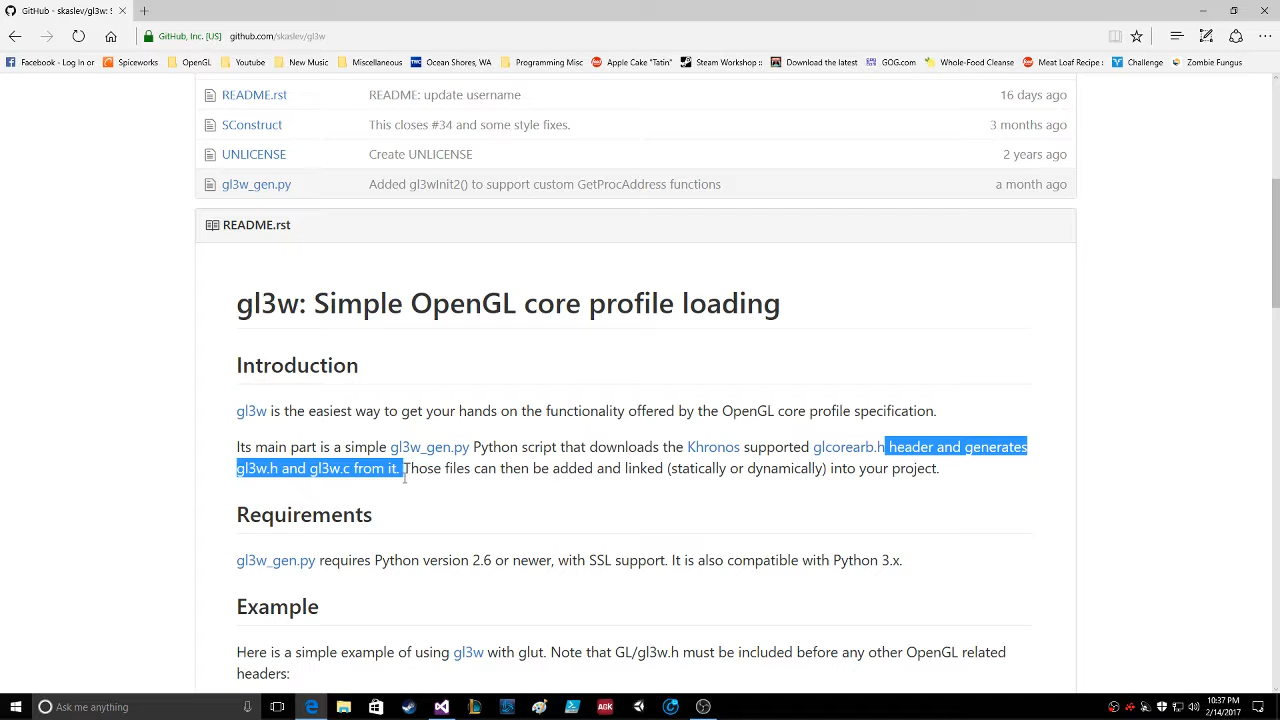 GitHub - skaslev/gl3w: S
GitHub, Inc. [US] github.com/skaslev/gl3w
Facebook - Log in or Spiceworks OpenGL Youtube New Music Miscellaneous Ocean Shores, WA Programming Misc Apple Cake "Tatin" Steam Workshop :: Download the latest GOG.com Whole-Food Cleanse Meat Loaf Recipe Challenge Zombie Fungus
README.rst README: update username 16 days ago
SConstruct This closes #34 and some style fixes. 3 months ago
UNLICENSE Create UNLICENSE 2 years ago
gl3w_gen.py Added gl3wInit2() to support custom GetProcAddress functions a month ago
README.rst
gl3w: Simple OpenGL core profile loading
Introduction
gl3w is the easiest way to get your hands on the functionality offered by the OpenGL core profile specification.
Its main part is a simple gl3w_gen.py Python script that downloads the Khronos supported glcorearb.h header and generates
gl3w.h and gl3w.c from it. Those files can then be added and linked (statically or dynamically) into your project.
Requirements
gl3w_gen.py requires Python version 2.6 or newer, with SSL support. It is also compatible with Python 3.x.
Example
Here is a simple example of using gl3w with glut. Note that GL/gl3w.h must be included before any other OpenGL related
headers:
Ask me anything
AGK
10:37 PM
2/14/2017